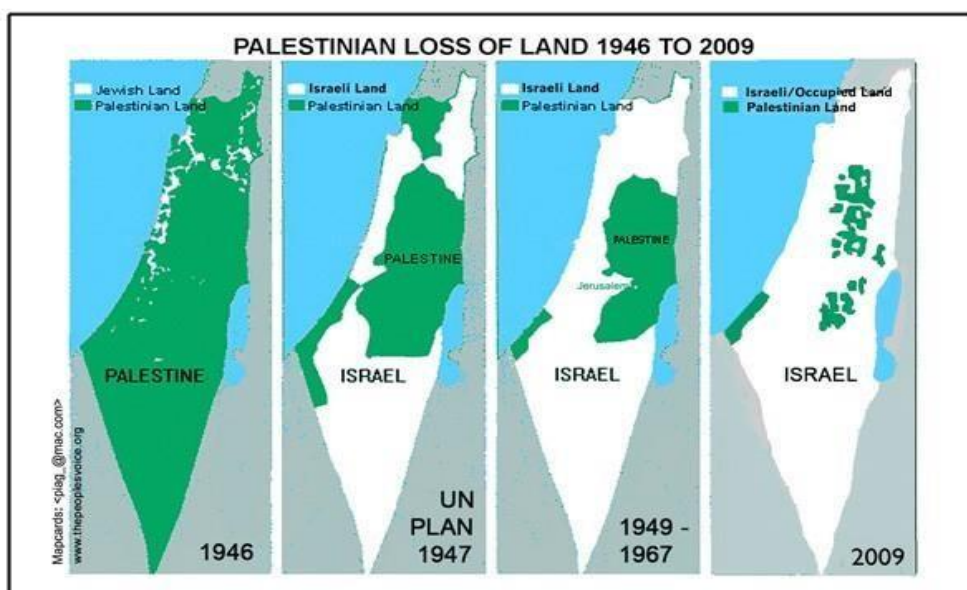 PALESTINIAN LOSS OF LAND 1946 TO 2009
Jewish Land
Palestinian Land
PALESTINE
1946
Israeli Land
Palestinian Land
PALESTINE
ISRAEL
UN
PLAN
1947
Israeli Land
Palestinian Land
PALESTINE
Jerusalem
ISRAEL
1949 -
1967
Israeli/Occupied Land
Palestinian Land
ISRAEL
2009
Mapcards: <piag_@mac.com>
www.thepeoplesvoice.org